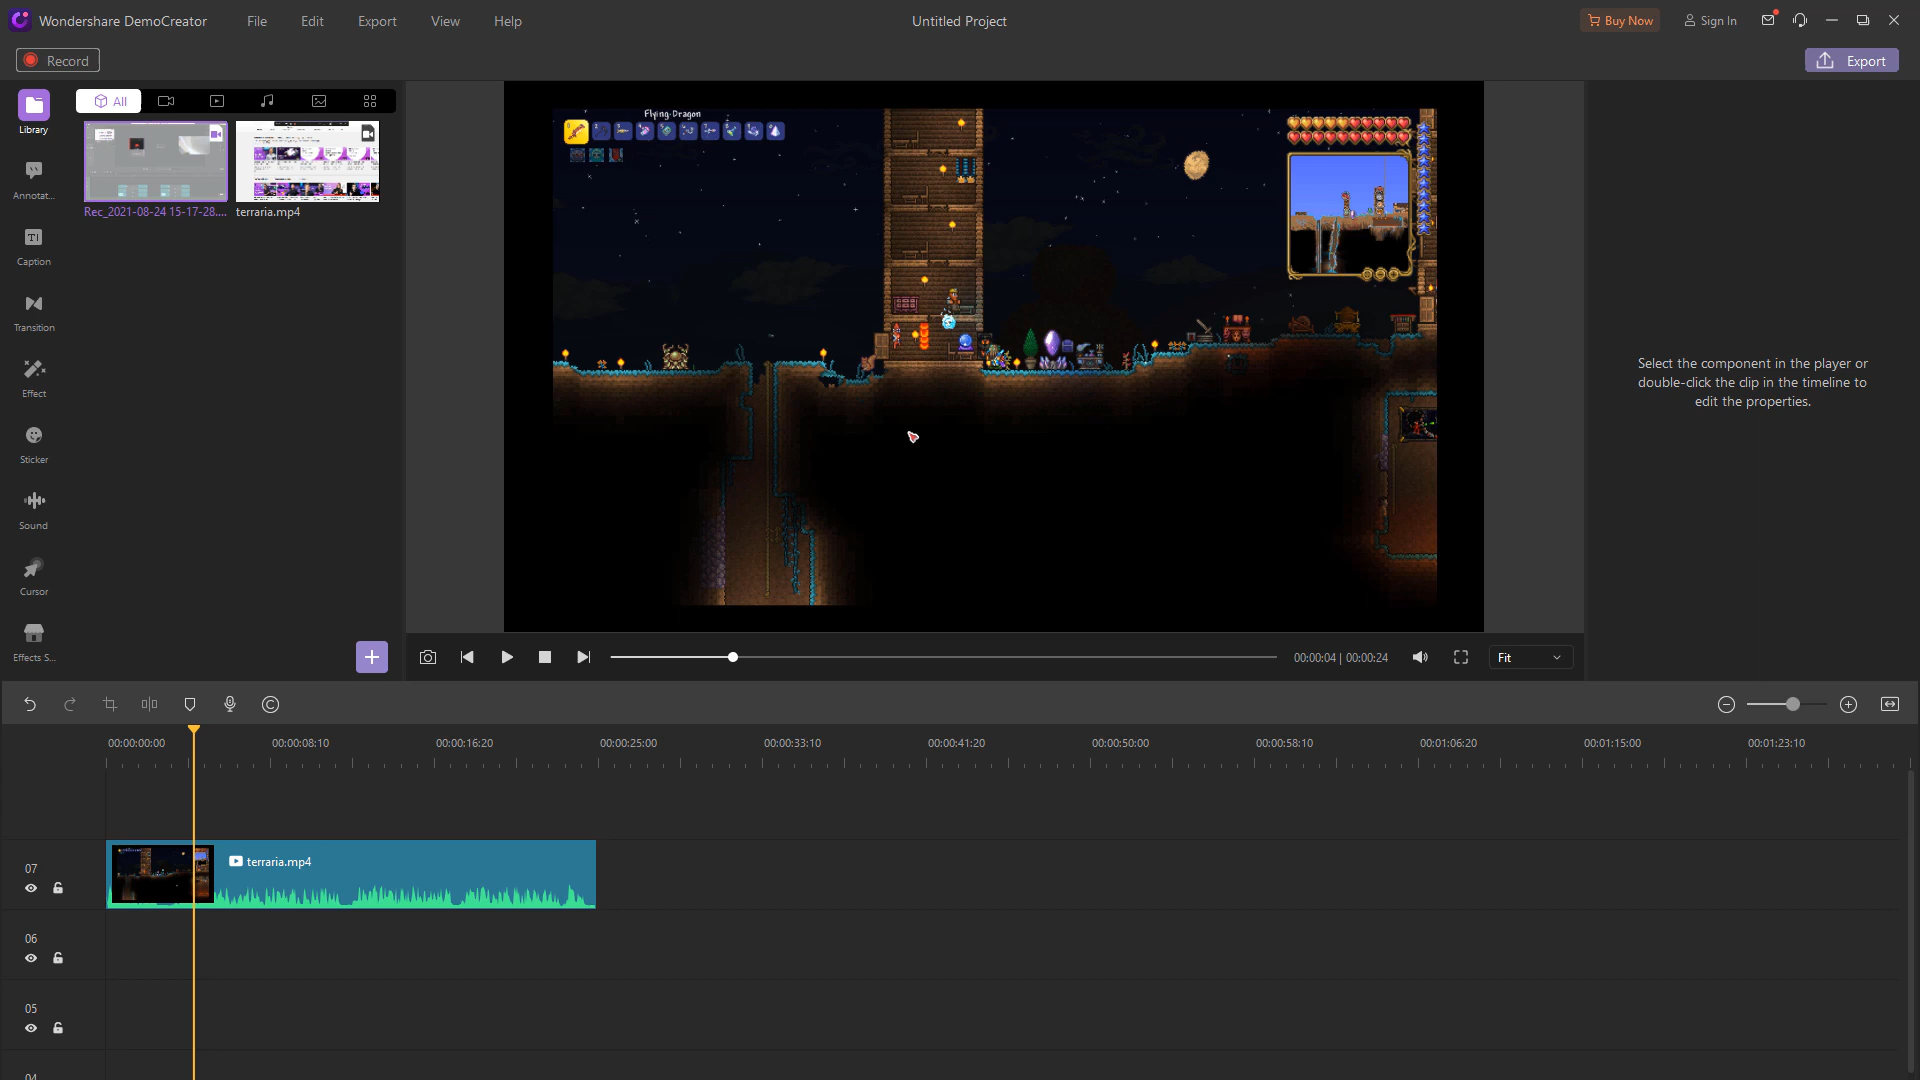 Wondershare DemoCreator
File
Edit
Export
View
Help
Untitled Project
Buy Now
Sign In
Record
Export
Library
All
Rec_2021-08-24 15-17-28....
terraria.mp4
Annotat...
Caption
Transition
Effect
Sticker
Sound
Cursor
Effects S...
Flying Dragon
Select the component in the player or
double-click the clip in the timeline to
edit the properties.
00:00:04 | 00:00:24
Fit
00:00:00:00
00:00:08:10
00:00:16:20
00:00:25:00
00:00:33:10
00:00:41:20
00:00:50:00
00:00:58:10
00:01:06:20
00:01:15:00
00:01:23:10
07
terraria.mp4
06
05
04